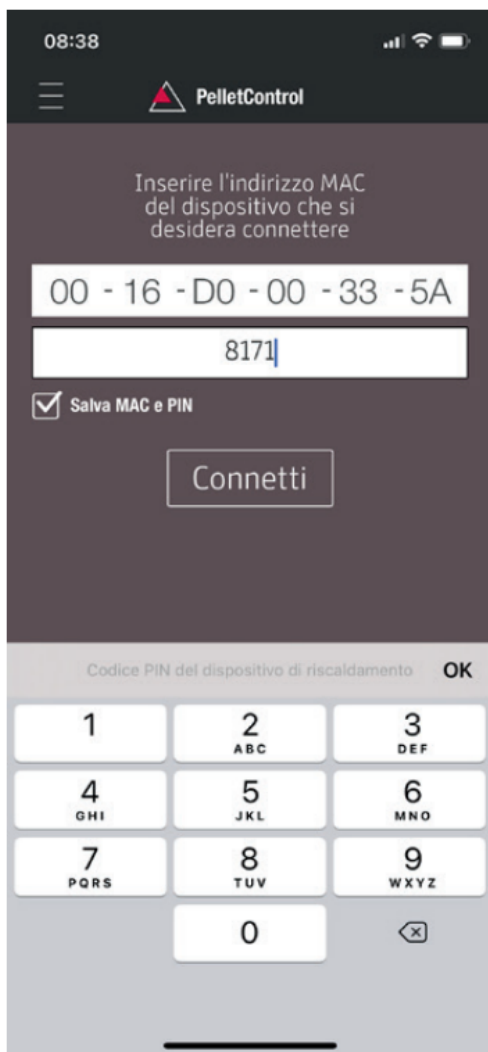 08:38
PelletControl
Inserire l'indirizzo MAC
del dispositivo che si
desidera connettere
00 - 16 - D0 - 00 - 33 - 5A
8171
Salva MAC e PIN
Connetti
Codice PIN del dispositivo di riscaldamento OK
1 2 3
ABC DEF
4 5 6
GHI JKL MNO
7 8 9
PQRS TUV WXYZ
0